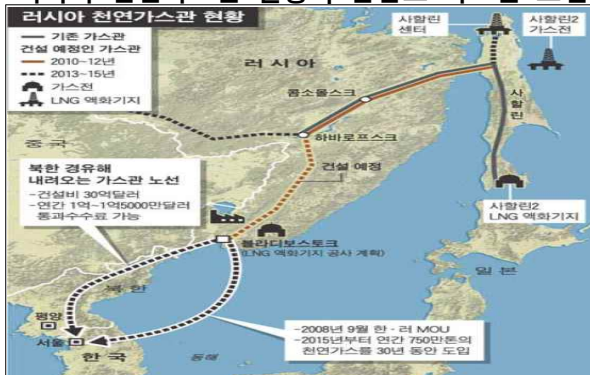 러시아 천연가스관 현황
기존 가스관
건설 예정인 가스관
2010~12년
2013~15년
가스전
LNG 액화기지
사할린
센터
사할린2
가스전
러 시 아
콤소몰스크
하바로프스크
사할린
중 국
건설 예정
북한 경유해
내려오는 가스관 노선
-건설비 30억달러
-연간 1억~1억5000만달러
통과수수료 가능
사할린2
LNG 액화기지
블라디보스토크
(LNG 액화기지 공사 계획)
일 본
북 한
평양
서울
한 국
동해
-2008년 9월 한·러 MOU
-2015년부터 연간 750만톤의
천연가스를 30년 동안 도입